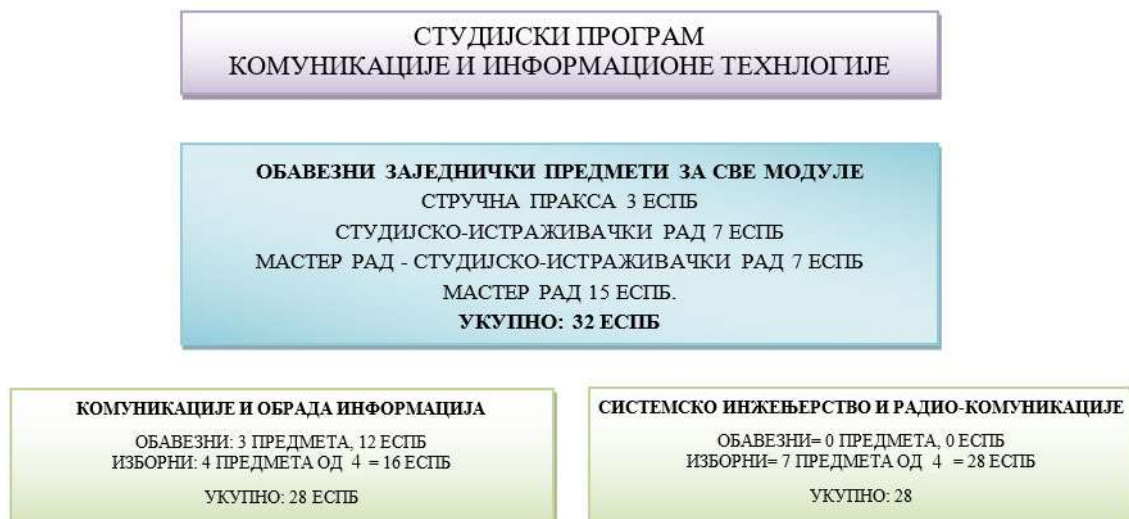 СТУДИЈСКИ ПРОГРАМ
КОМУНИКАЦИЈЕ И ИНФОРМАЦИОНЕ ТЕХНЛОГИЈЕ
ОБАВЕЗНИ ЗАЈЕДНИЧКИ ПРЕДМЕТИ ЗА СВЕ МОДУЛЕ
СТРУЧНА ПРАКСА 3 ЕСПБ
СТУДИЈСКО-ИСТРАЖИВАЧКИ РАД 7 ЕСПБ
МАСТЕР РАД - СТУДИЈСКО-ИСТРАЖИВАЧКИ РАД 7 ЕСПБ
МАСТЕР РАД 15 ЕСПБ.
УКУПНО: 32 ЕСПБ
КОМУНИКАЦИЈЕ И ОБРАДА ИНФОРМАЦИЈА
ОБАВЕЗНИ: 3 ПРЕДМЕТА, 12 ЕСПБ
ИЗБОРНИ: 4 ПРЕДМЕТА ОД 4 = 16 ЕСПБ
УКУПНО: 28 ЕСПБ
СИСТЕМСКО ИНЖЕЊЕРСТВО И РАДИО-КОМУНИКАЦИЈЕ
ОБАВЕЗНИ= 0 ПРЕДМЕТА, 0 ЕСПБ
ИЗБОРНИ= 7 ПРЕДМЕТА ОД 4 = 28 ЕСПБ
УКУПНО: 28